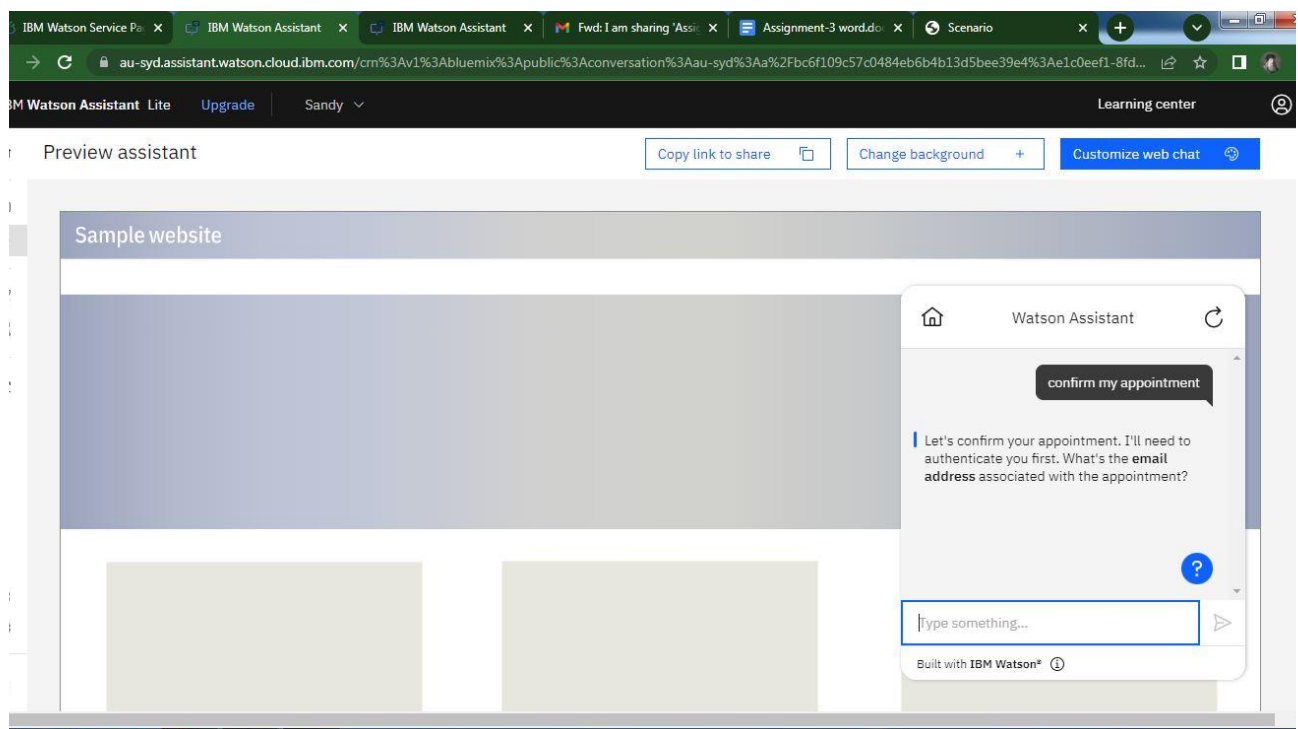 IBM Watson Service Pa
IBM Watson Assistant
IBM Watson Assistant
Fwd: I am sharing 'Assig
Assignment-3 word.do
Scenario
au-syd.assistant.watson.cloud.ibm.com/crn%3Av1%3Abluemix%3Apublic%3Aconversation%3Aau-syd%3Aa%2Fbc6f109c57c0484eb6b4b13d5bee39e4%3Ae1c0eef1-8fd...
Watson Assistant Lite Upgrade Sandy Learning center
Preview assistant
Copy link to share
Change background +
Customize web chat
Sample website
Watson Assistant
confirm my appointment
Let's confirm your appointment. I'll need to
authenticate you first. What's the email
address associated with the appointment?
?
Type something...
Built with IBM Watson®